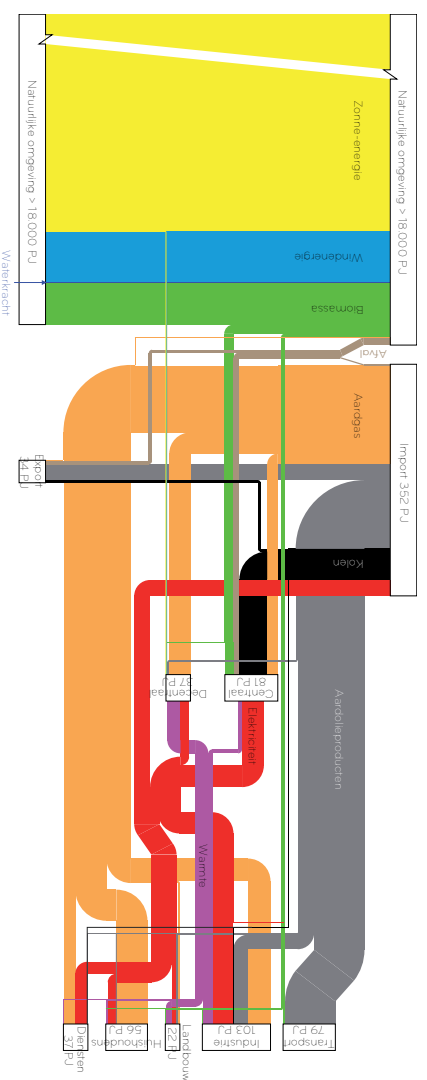 Natuurlijke omgeving > 18.000 PJ
Natuurlijke omgeving > 18.000 PJ
Zonne-energie
Windenergie
Waterkracht
Biomassa
Afval
Aardgas
Import 352 PJ
Export
34 PJ
Kolen
Decentraal
37 PJ
Centraal
81 PJ
Elektriciteit
Aardolieproducten
Warmte
Diensten
37 PJ
Huishoudens
56 PJ
Landbouw
22 PJ
Industrie
103 PJ
Transport
79 PJ